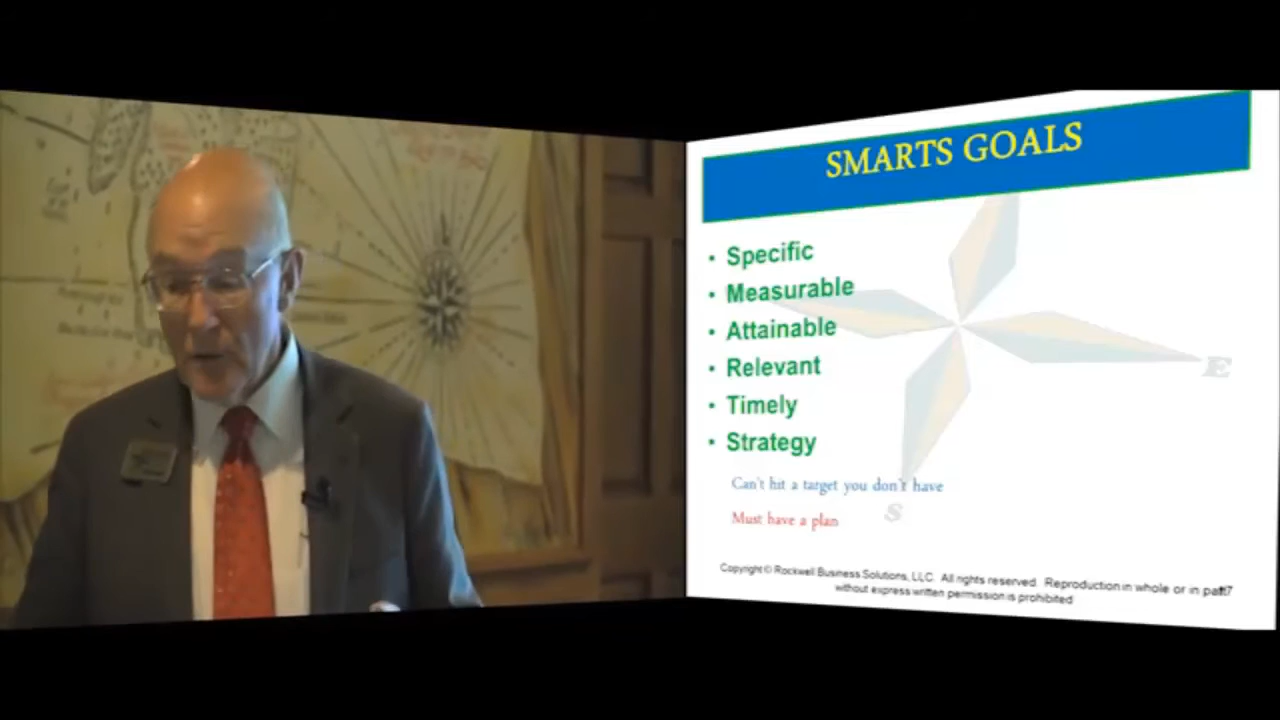 SMARTS GOALS
• Specific
• Measurable
• Attainable
• Relevant
• Timely
• Strategy
Can't hit a target you don't have
Must have a plan
E
S
Copyright © Rockwell Business Solutions, LLC. All rights reserved. Reproduction in whole or in part
without express written permission is prohibited